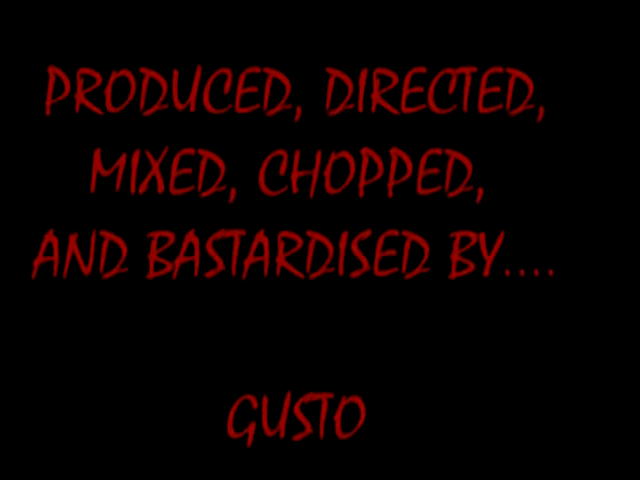 PRODUCED, DIRECTED,
MIXED, CHOPPED,
AND BASTARDISED BY....
GUSTO